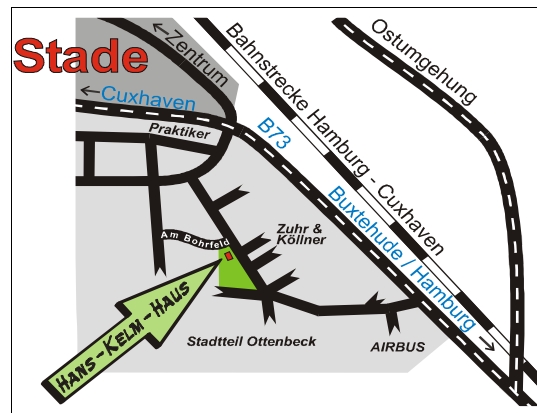 Stade
←Zentrum
←Cuxhaven
Praktiker
B73
Bahnstrecke Hamburg - Cuxhaven
Ostumgehung
Buxtehude / Hamburg →
Am Bohrfeld
Zuhr &
Köllner
HANS-KELM-HAUS
Stadtteil Ottenbeck
AIRBUS